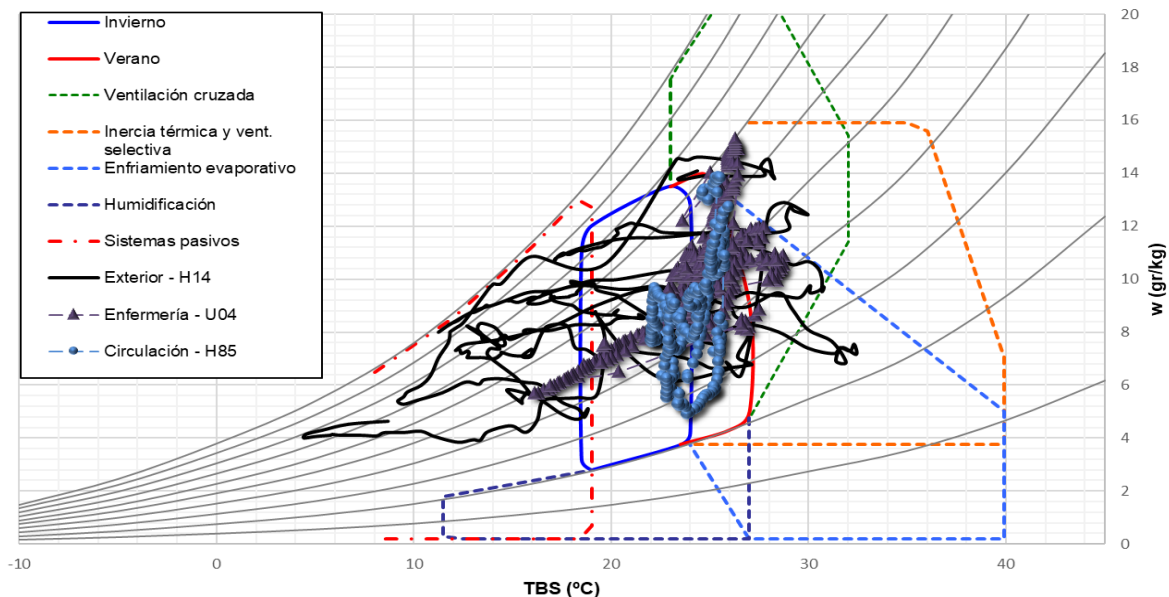 Invierno
Verano
Ventilación cruzada
Inercia térmica y vent.
selectiva
Enfriamiento evaporativo
Humidificación
Sistemas pasivos
Exterior - H14
Enfermería - U04
Circulación - H85
20
18
16
14
12
10
8
6
4
2
0
w (gr/kg)
-10
0
10
20
30
40
TBS (ºC)